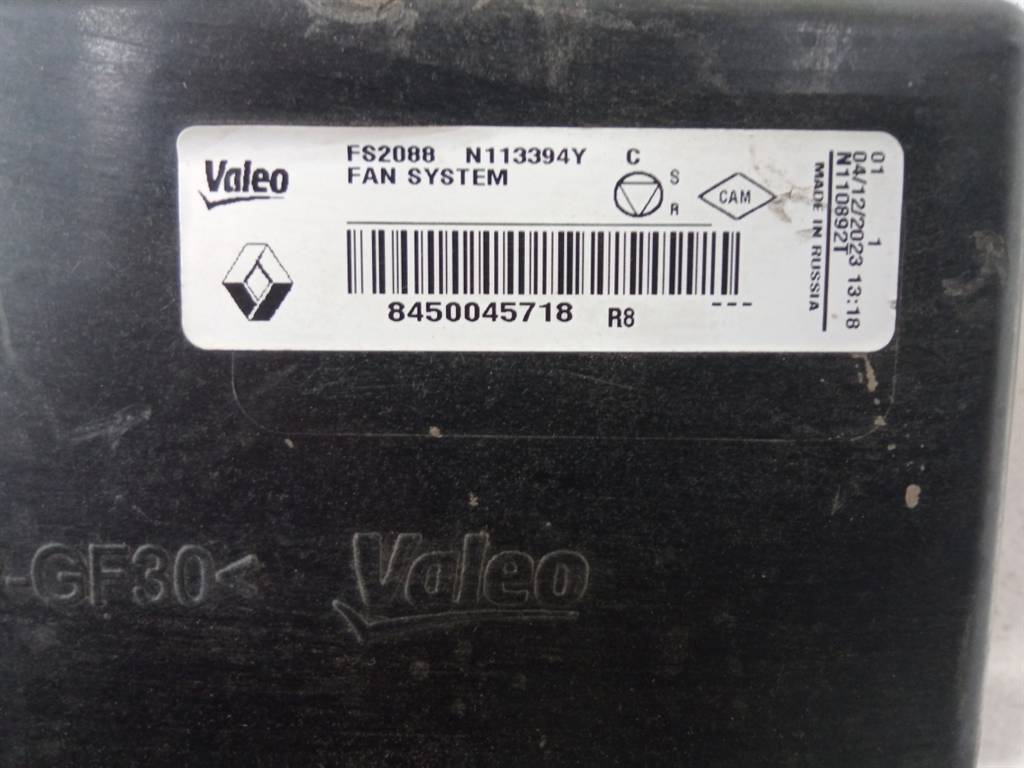 Valeo
FS2088 N113394Y C
FAN SYSTEM
S
R
CAM
8450045718 R8
---
01 1
04/12/2023 13:18
N110892T
MADE IN RUSSIA
-GF30<
Valeo